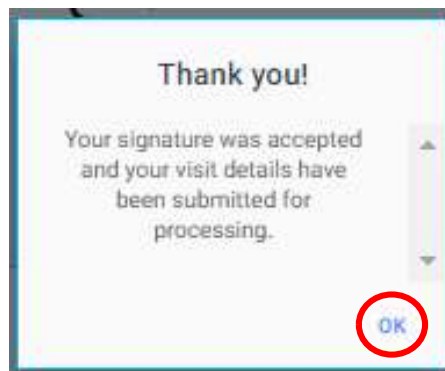 Thank you!
Your signature was accepted
and your visit details have
been submitted for
processing.
OK